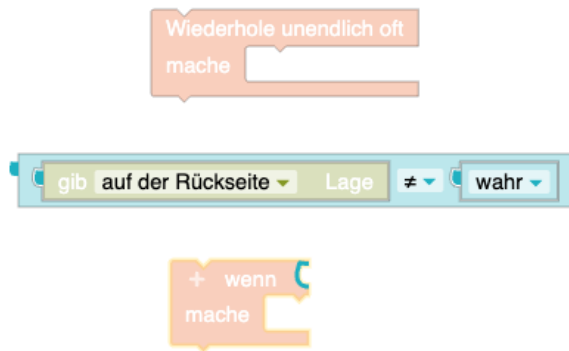 Wiederhole unendlich oft
mache
gib auf der Rückseite Lage ≠ wahr
+ wenn
mache